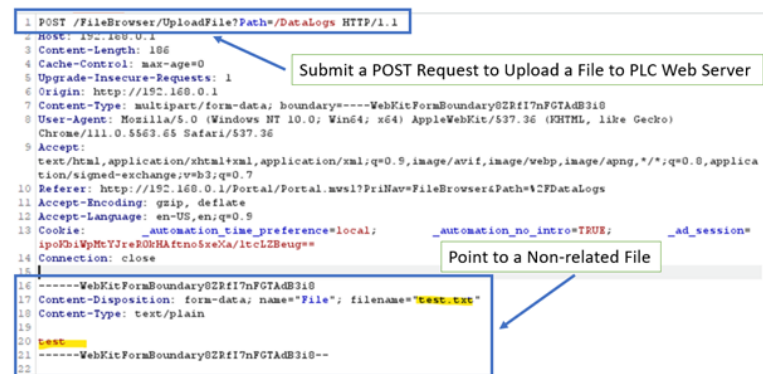 1 POST /FileBrowser/UploadFile?Path=/DataLogs HTTP/1.1
2 Host: 192.168.0.1
3 Content-Length: 186
4 Cache-Control: max-age=0
5 Upgrade-Insecure-Requests: 1
Submit a POST Request to Upload a File to PLC Web Server
6 Origin: http://192.168.0.1
7 Content-Type: multipart/form-data; boundary=----WebKitFormBoundary8ZRfI7nFGTAdB3i8
8 User-Agent: Mozilla/5.0 (Windows NT 10.0; Win64; x64) AppleWebKit/537.36 (KHTML, like Gecko)
Chrome/111.0.5563.65 Safari/537.36
9 Accept:
text/html,application/xhtml+xml,application/xml;q=0.9,image/avif,image/webp,image/apng,*/*;q=0.8,applica
tion/signed-exchange;v=b3;q=0.7
10 Referer: http://192.168.0.1/Portal/Portal.mwsl?PriNav=FileBrowser&Path=%2FDataLogs
11 Accept-Encoding: gzip, deflate
12 Accept-Language: en-US,en;q=0.9
13 Cookie: _automation_time_preference=local; _automation_no_intro=TRUE; _ad_session=
ipoKbiWpMtYJreR0kHAftno5xeXa/ltcLZBeug==
14 Connection: close
Point to a Non-related File
15
16 ------WebKitFormBoundary8ZRfI7nFGTAdB3i8
17 Content-Disposition: form-data; name="File"; filename="test.txt"
18 Content-Type: text/plain
19
20 test
21 ------WebKitFormBoundary8ZRfI7nFGTAdB3i8--
22